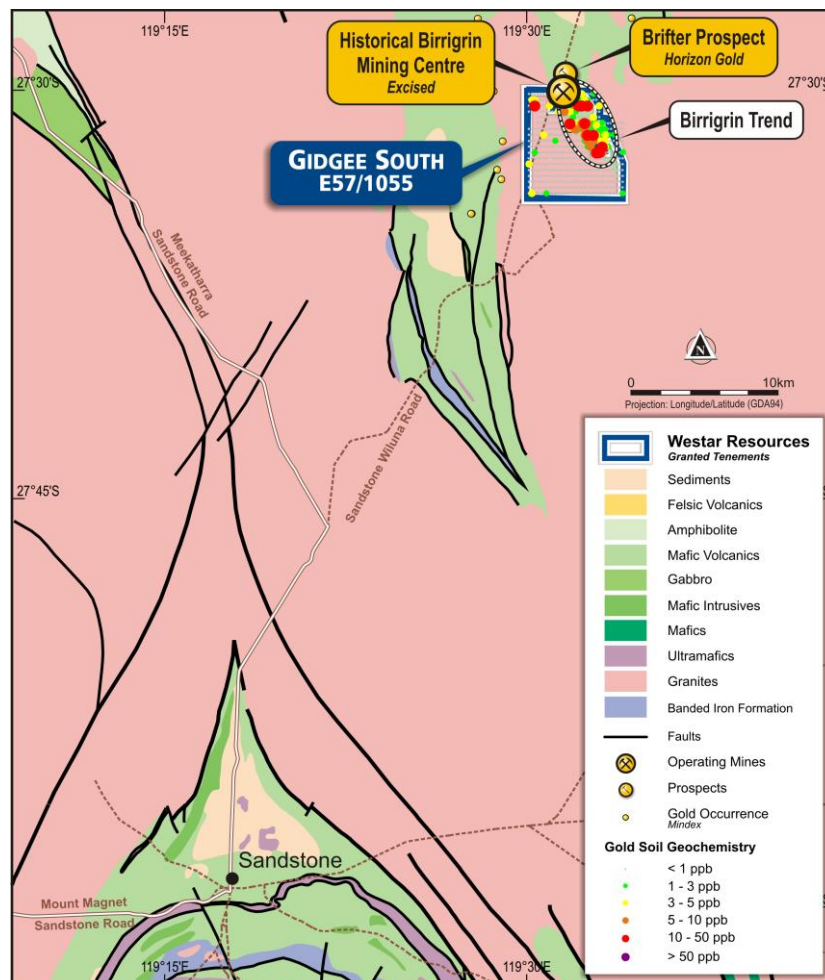 119°15'E
119°30'E
Historical Birrigrin
Mining Centre
Excised
Brifter Prospect
Horizon Gold
27°30'S
27°30'S
Birrigrin Trend
GIDGEE SOUTH
E57/1055
Meekatharra
Sandstone Road
N
0
10km
Projection: Longitude/Latitude (GDA94)
Sandstone Wiluna Road
27°45'S
Westar Resources
Granted Tenements
Sediments
Felsic Volcanics
Amphibolite
Mafic Volcanics
Gabbro
Mafic Intrusives
Mafics
Ultramafics
Granites
Banded Iron Formation
Faults
Operating Mines
Prospects
Gold Occurrence
Mindex
Gold Soil Geochemistry
< 1 ppb
1 - 3 ppb
3 - 5 ppb
5 - 10 ppb
10 - 50 ppb
> 50 ppb
Sandstone
Mount Magnet
Sandstone Road
119°15'E
119°30'E